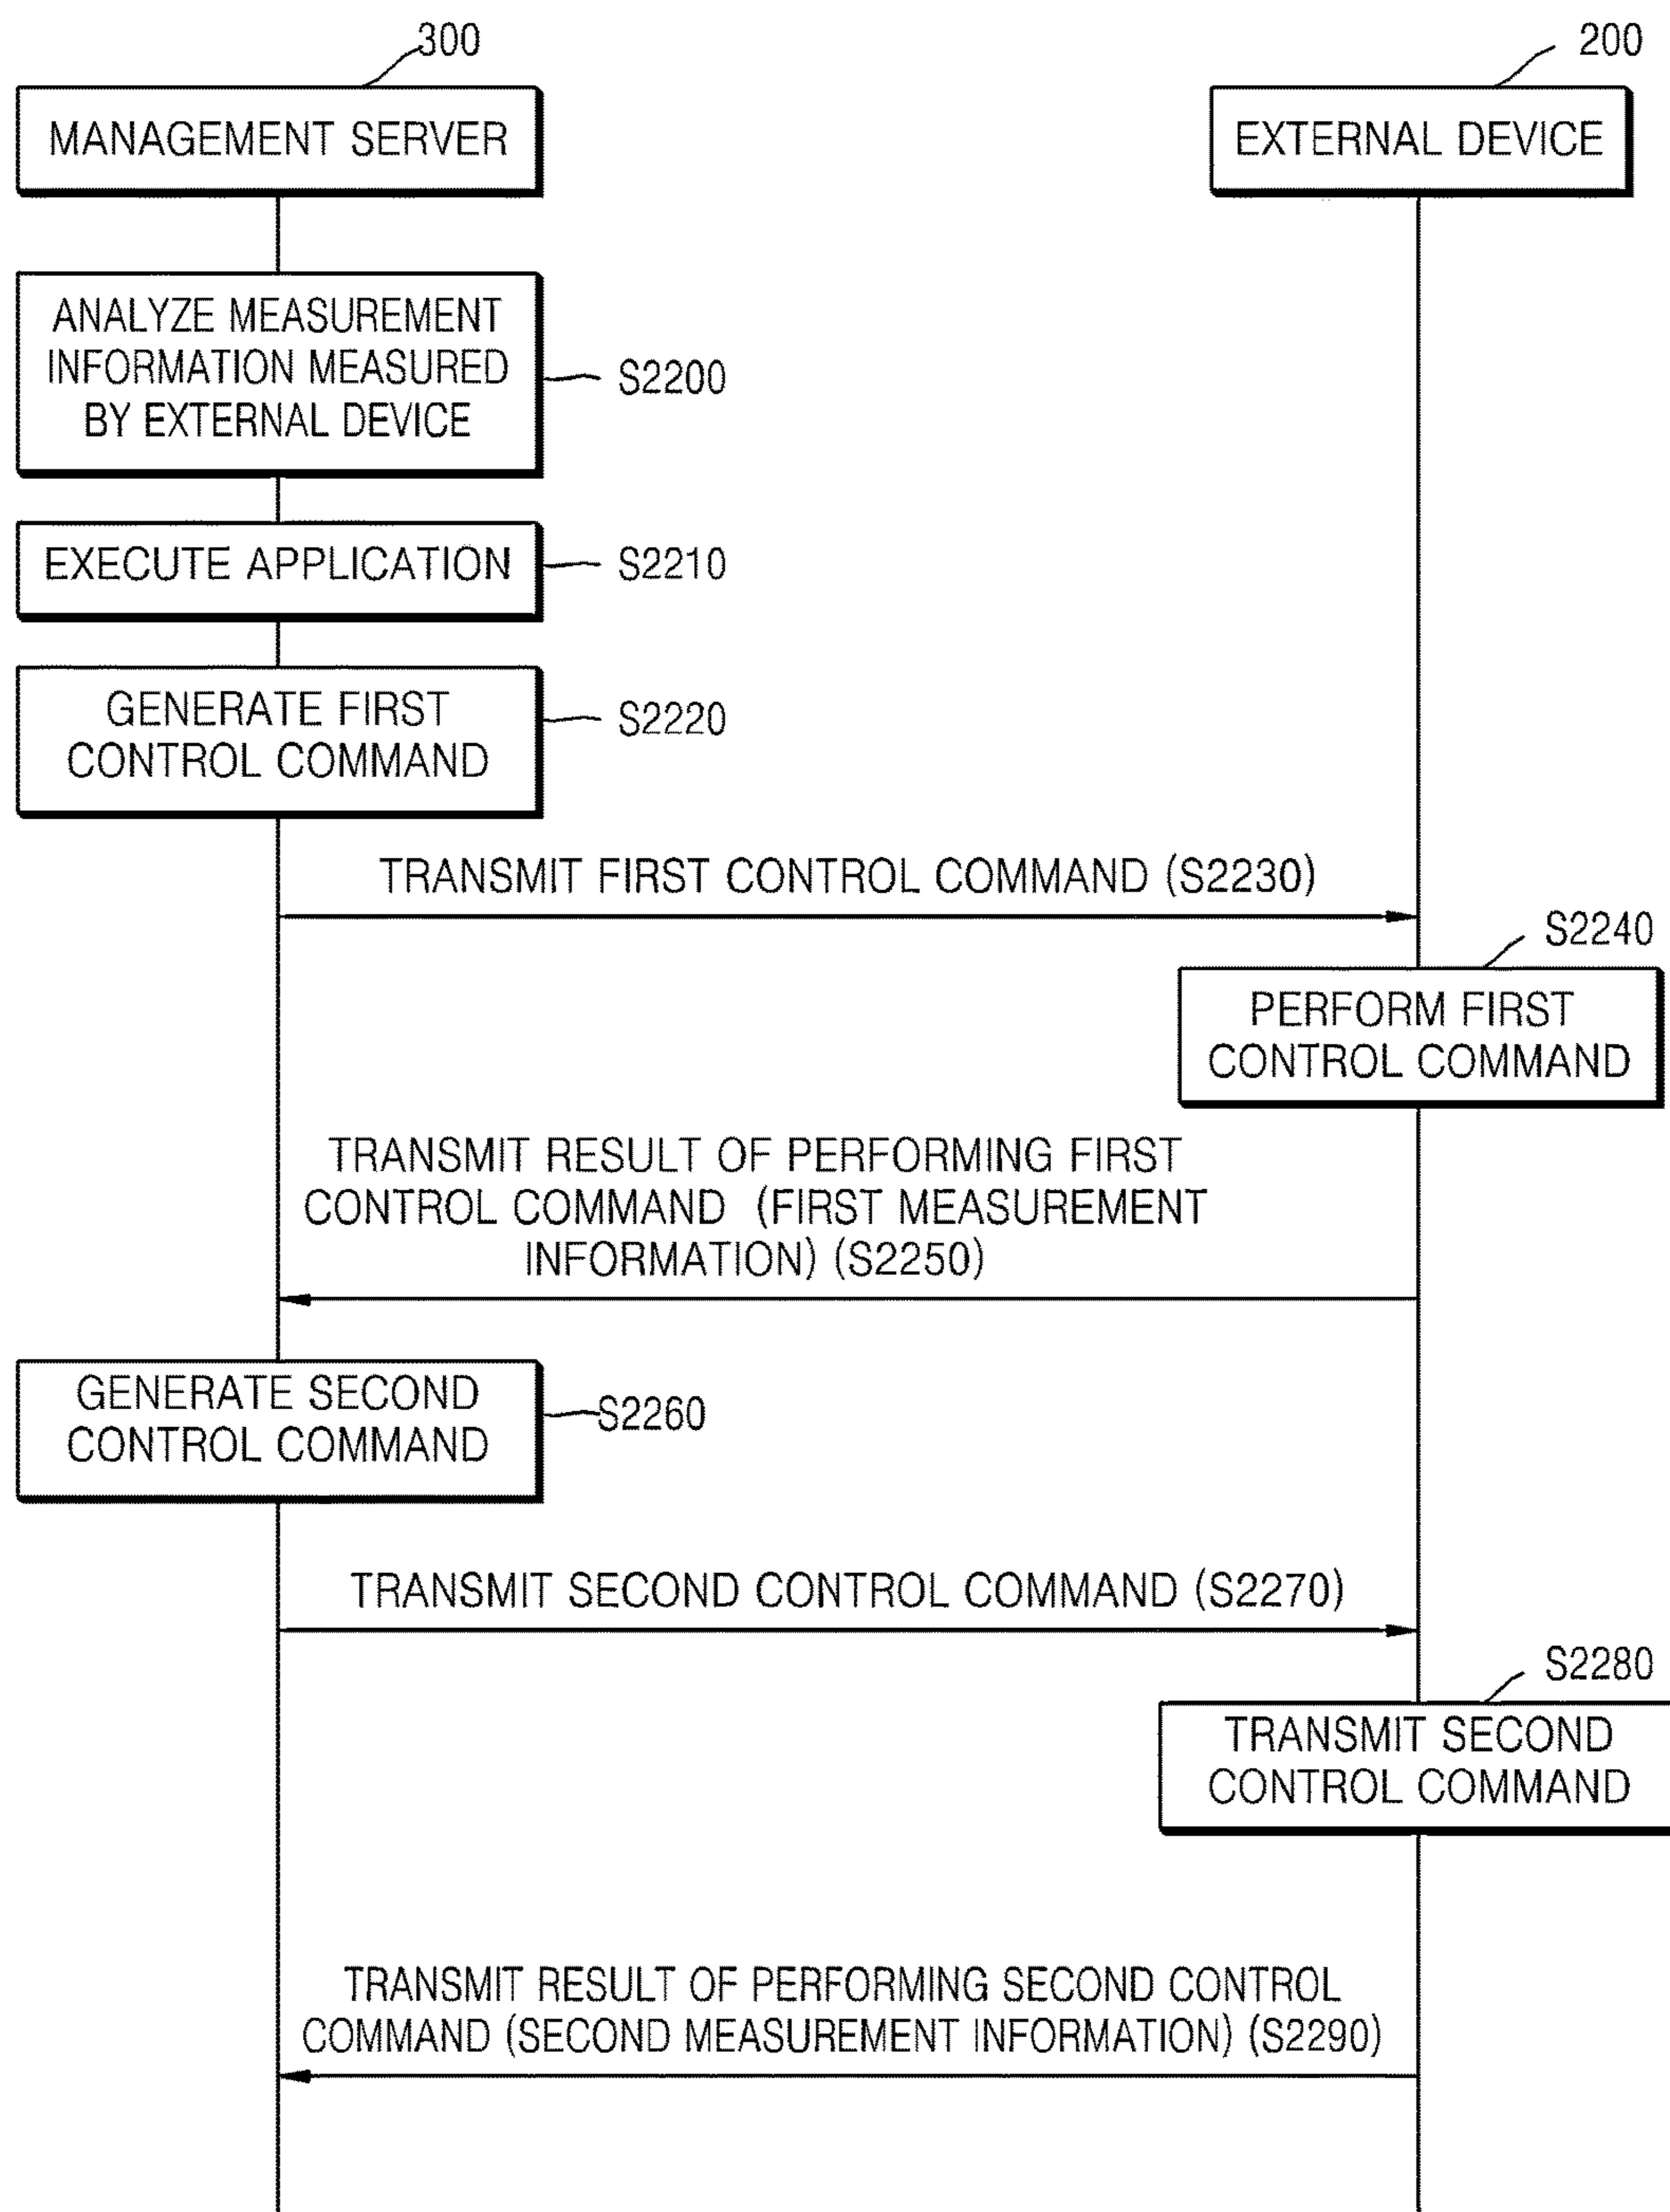 300
200
MANAGEMENT SERVER
EXTERNAL DEVICE
ANALYZE MEASUREMENT
INFORMATION MEASURED
BY EXTERNAL DEVICE
S2200
EXECUTE APPLICATION
S2210
GENERATE FIRST
CONTROL COMMAND
S2220
TRANSMIT FIRST CONTROL COMMAND (S2230)
S2240
PERFORM FIRST
CONTROL COMMAND
TRANSMIT RESULT OF PERFORMING FIRST
CONTROL COMMAND (FIRST MEASUREMENT
INFORMATION) (S2250)
GENERATE SECOND
CONTROL COMMAND
S2260
TRANSMIT SECOND CONTROL COMMAND (S2270)
S2280
TRANSMIT SECOND
CONTROL COMMAND
TRANSMIT RESULT OF PERFORMING SECOND CONTROL
COMMAND (SECOND MEASUREMENT INFORMATION) (S2290)